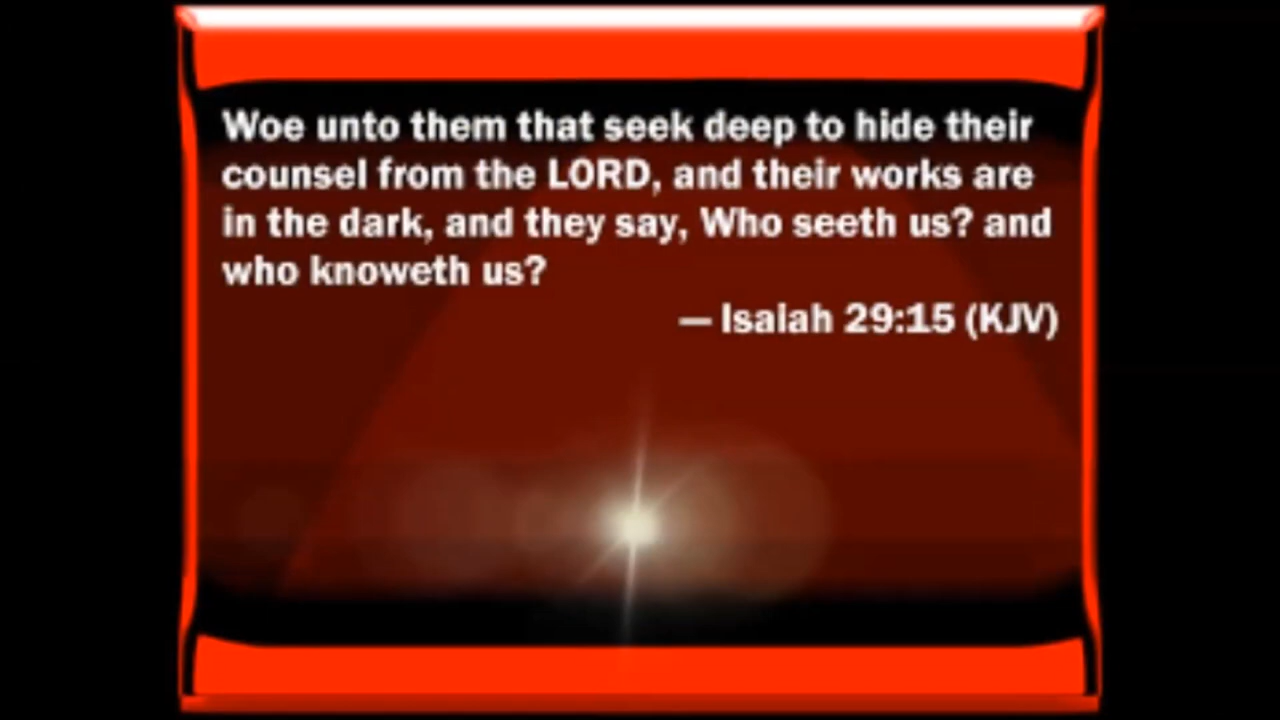 Woe unto them that seek deep to hide their
counsel from the LORD, and their works are
in the dark, and they say, Who seeth us? and
who knoweth us?
— Isaiah 29:15 (KJV)